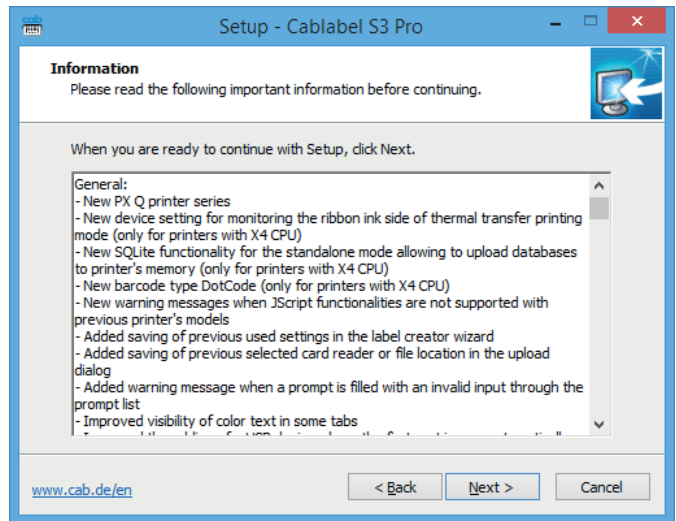 cab
Setup - Cablabel S3 Pro
Information
Please read the following important information before continuing.
When you are ready to continue with Setup, click Next.
General:
- New PX Q printer series
- New device setting for monitoring the ribbon ink side of thermal transfer printing
mode (only for printers with X4 CPU)
- New SQLite functionality for the standalone mode allowing to upload databases
to printer's memory (only for printers with X4 CPU)
- New barcode type DotCode (only for printers with X4 CPU)
- New warning messages when JScript functionalities are not supported with
previous printer's models
- Added saving of previous used settings in the label creator wizard
- Added saving of previous selected card reader or file location in the upload
dialog
- Added warning message when a prompt is filled with an invalid input through the
prompt list
- Improved visibility of color text in some tabs
www.cab.de/en
< Back
Next >
Cancel